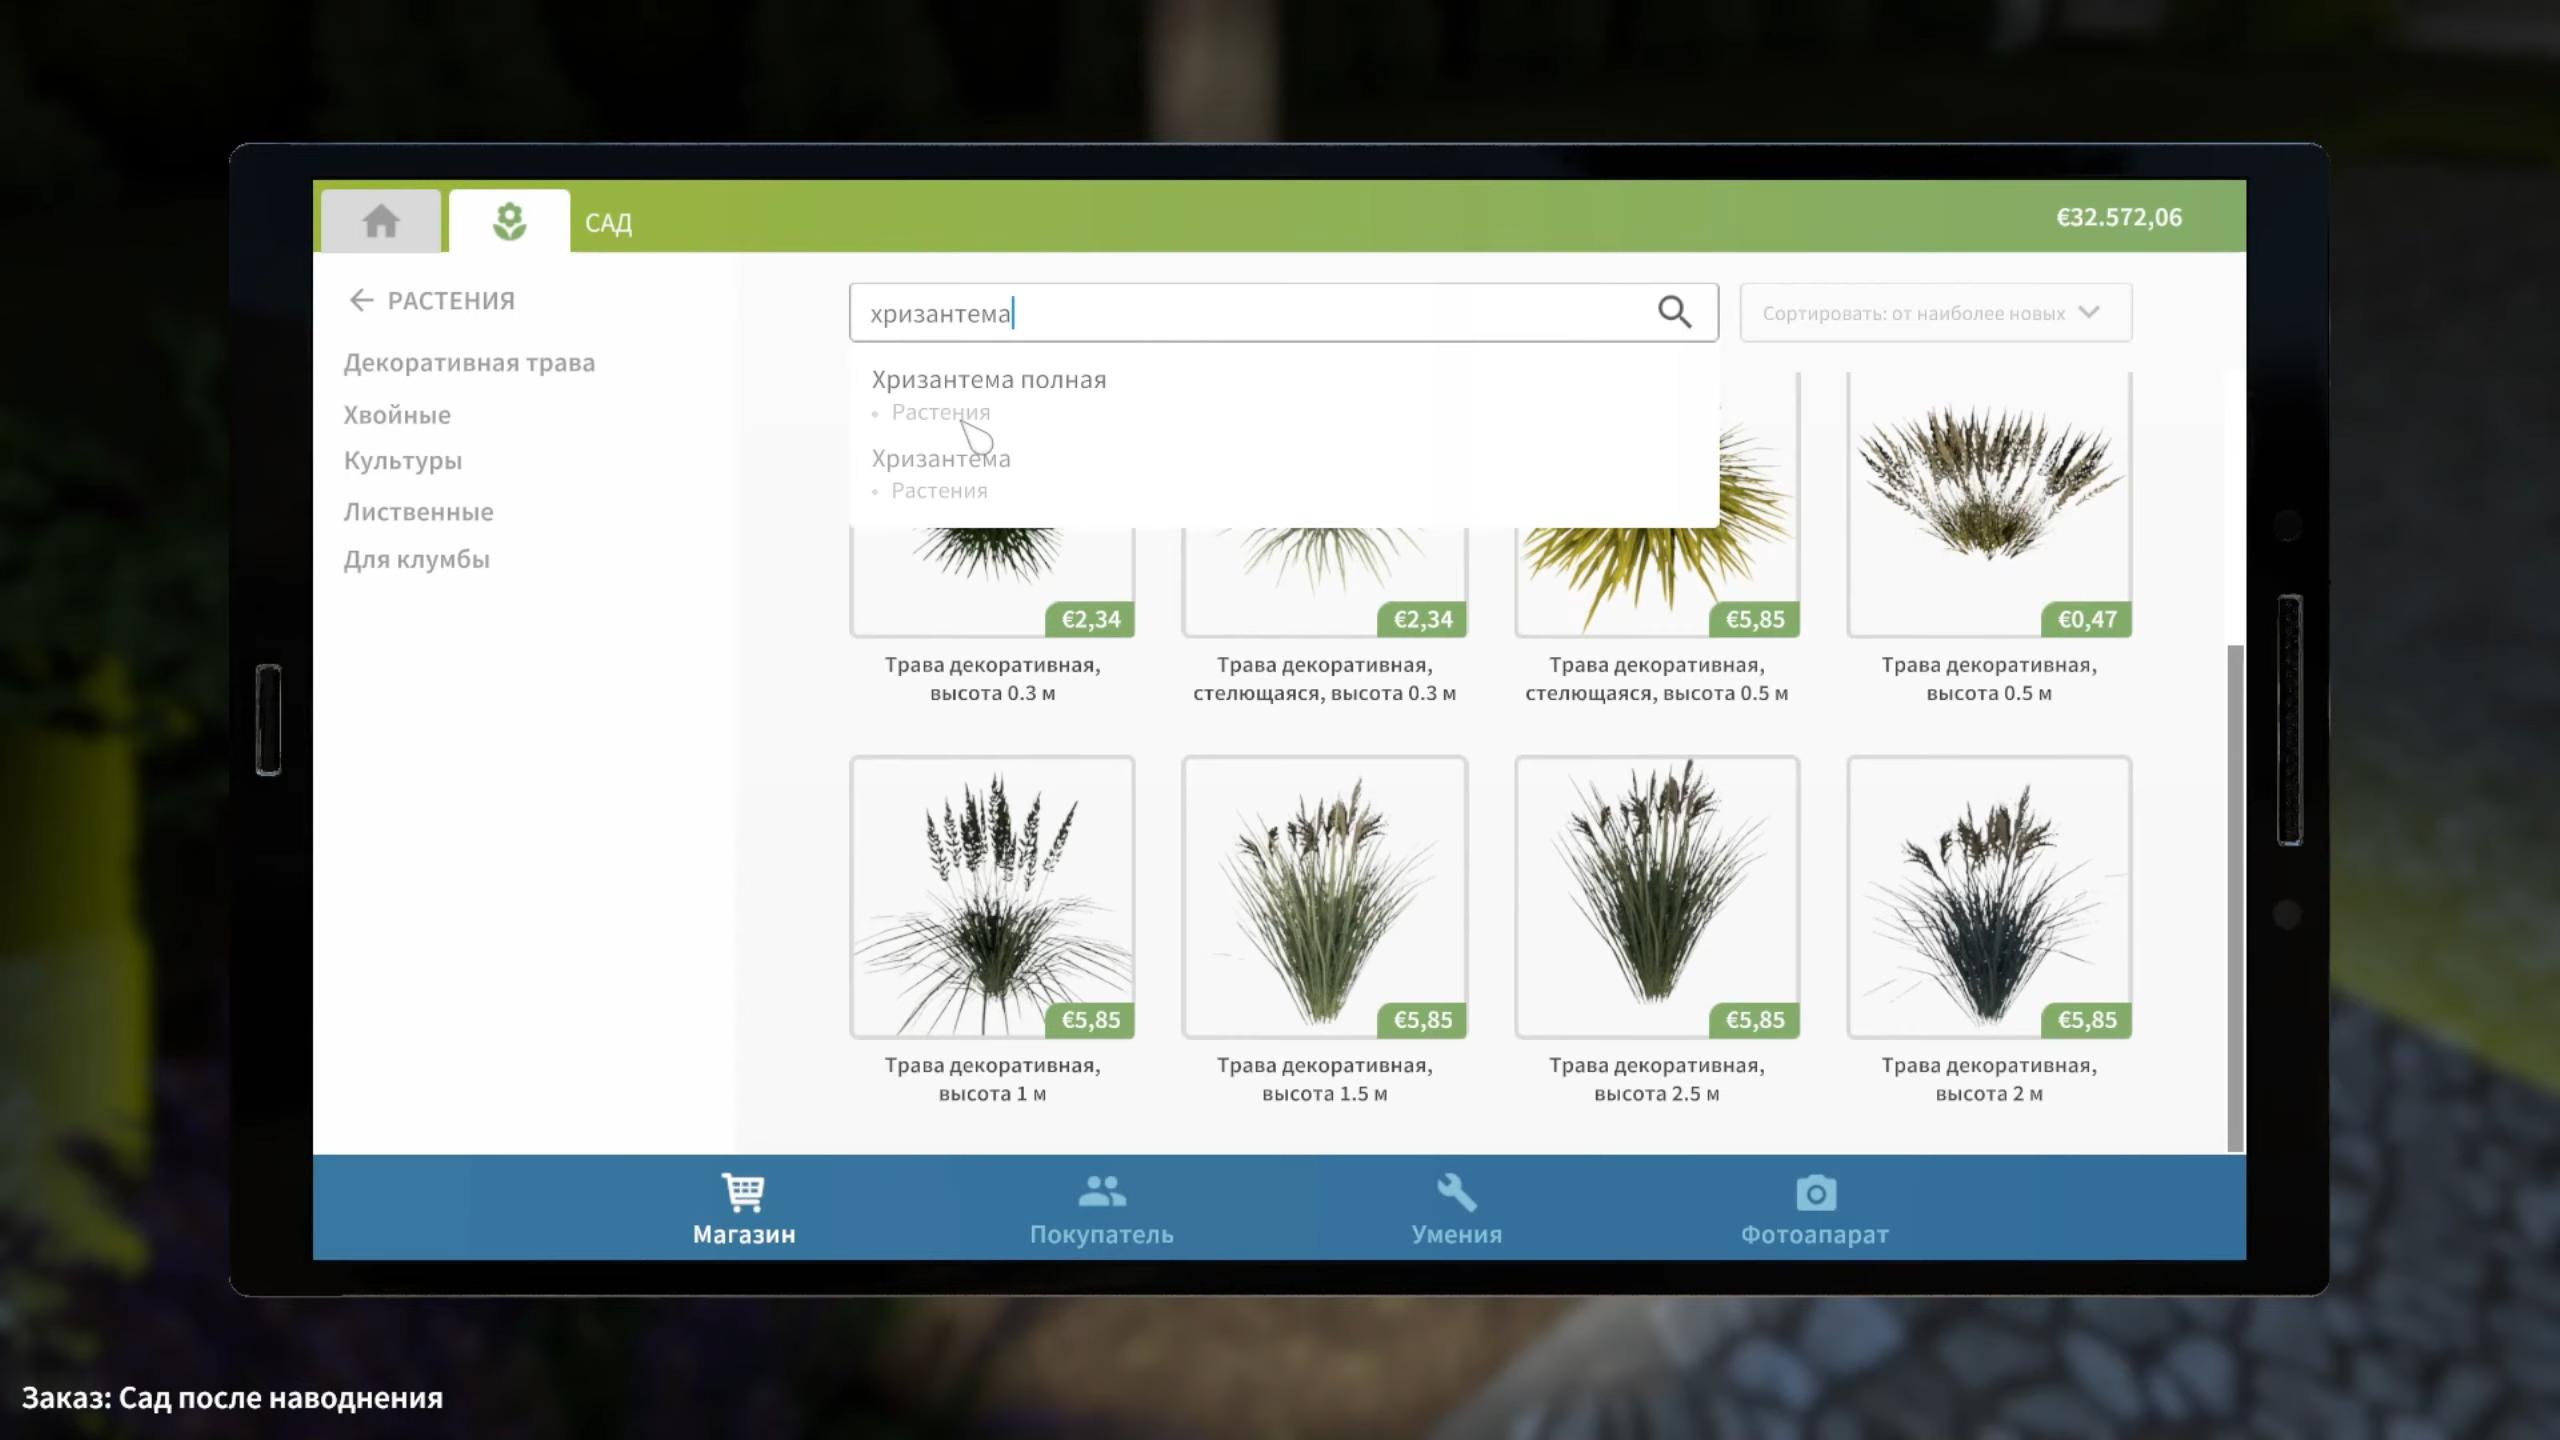 САД
€32.572,06
РАСТЕНИЯ
Декоративная трава
Хвойные
Культуры
Лиственные
Для клумбы
хризантема
Сортировать: от наиболее новых
Хризантема полная
• Растения
Хризантема
• Растения
€2,34
€2,34
€5,85
€0,47
Трава декоративная,
высота 0.3 м
Трава декоративная,
стелющаяся, высота 0.3 м
Трава декоративная,
стелющаяся, высота 0.5 м
Трава декоративная,
высота 0.5 м
€5,85
€5,85
€5,85
€5,85
Трава декоративная,
высота 1 м
Трава декоративная,
высота 1.5 м
Трава декоративная,
высота 2.5 м
Трава декоративная,
высота 2 м
Магазин
Покупатель
Умения
Фотоапарат
Заказ: Сад после наводнения